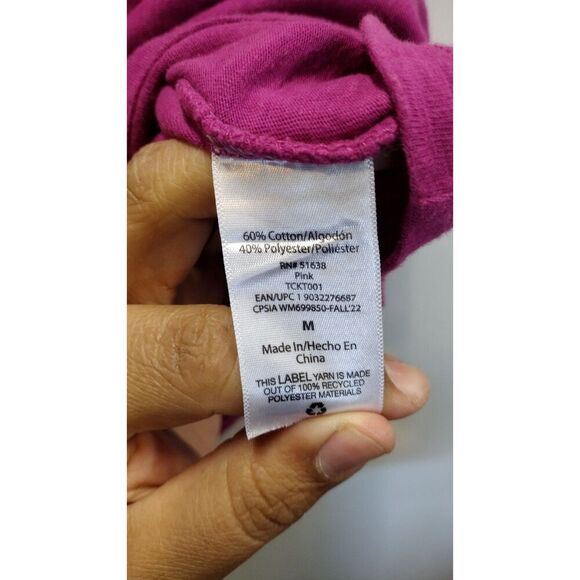 60% Cotton/Algodón
40% Polyester/Poliéster
RN# 51638
Pink
TCKT001
EAN/UPC 1 9032276687
CPSIA WM699850-FALL'22
M
Made In/Hecho En
China
THIS LABEL YARN IS MADE
OUT OF 100% RECYCLED
POLYESTER MATERIALS